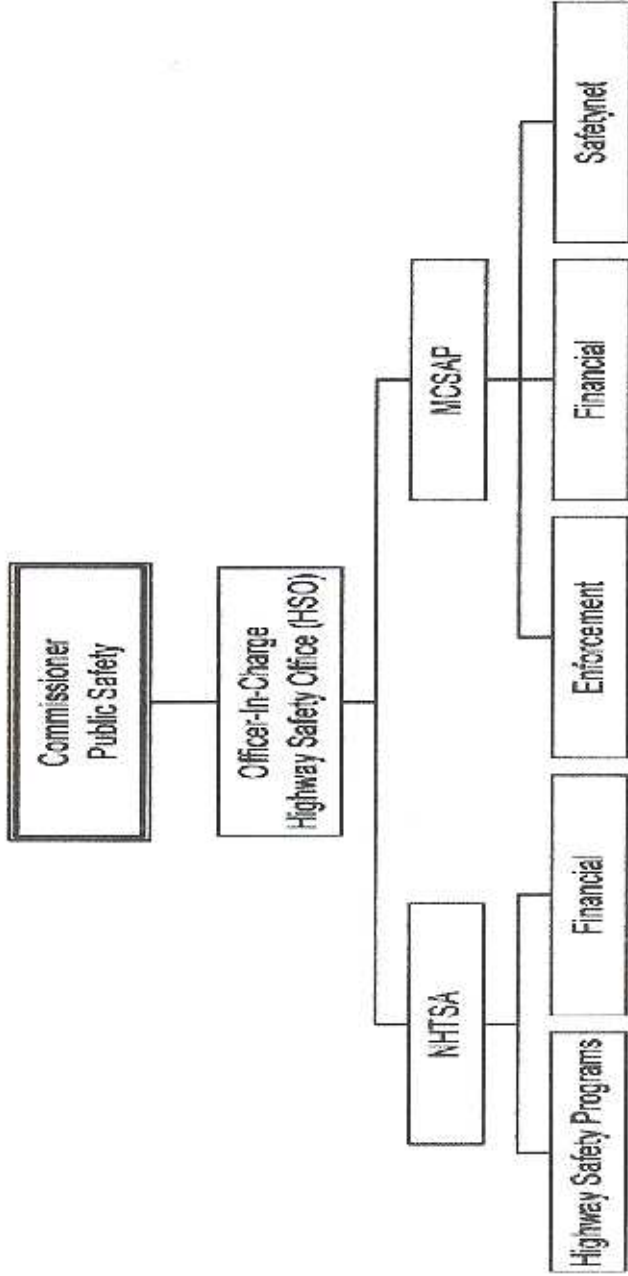 Commissioner
Public Safety
Officer-In-Charge
Highway Safety Office (HSO)
NHTSA
MCSAP
Highway Safety Programs
Financial
Enforcement
Financial
Safetynet